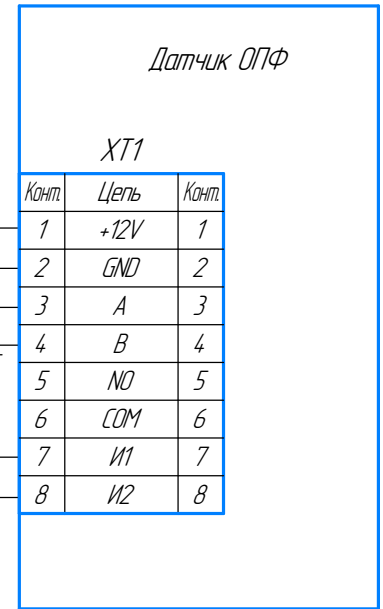 Датчик ОПФ
XT1
Конт. Цепь Конт.
1 +12V 1
2 GND 2
3 A 3
4 B 4
5 NO 5
6 COM 6
7 И1 7
8 И2 8